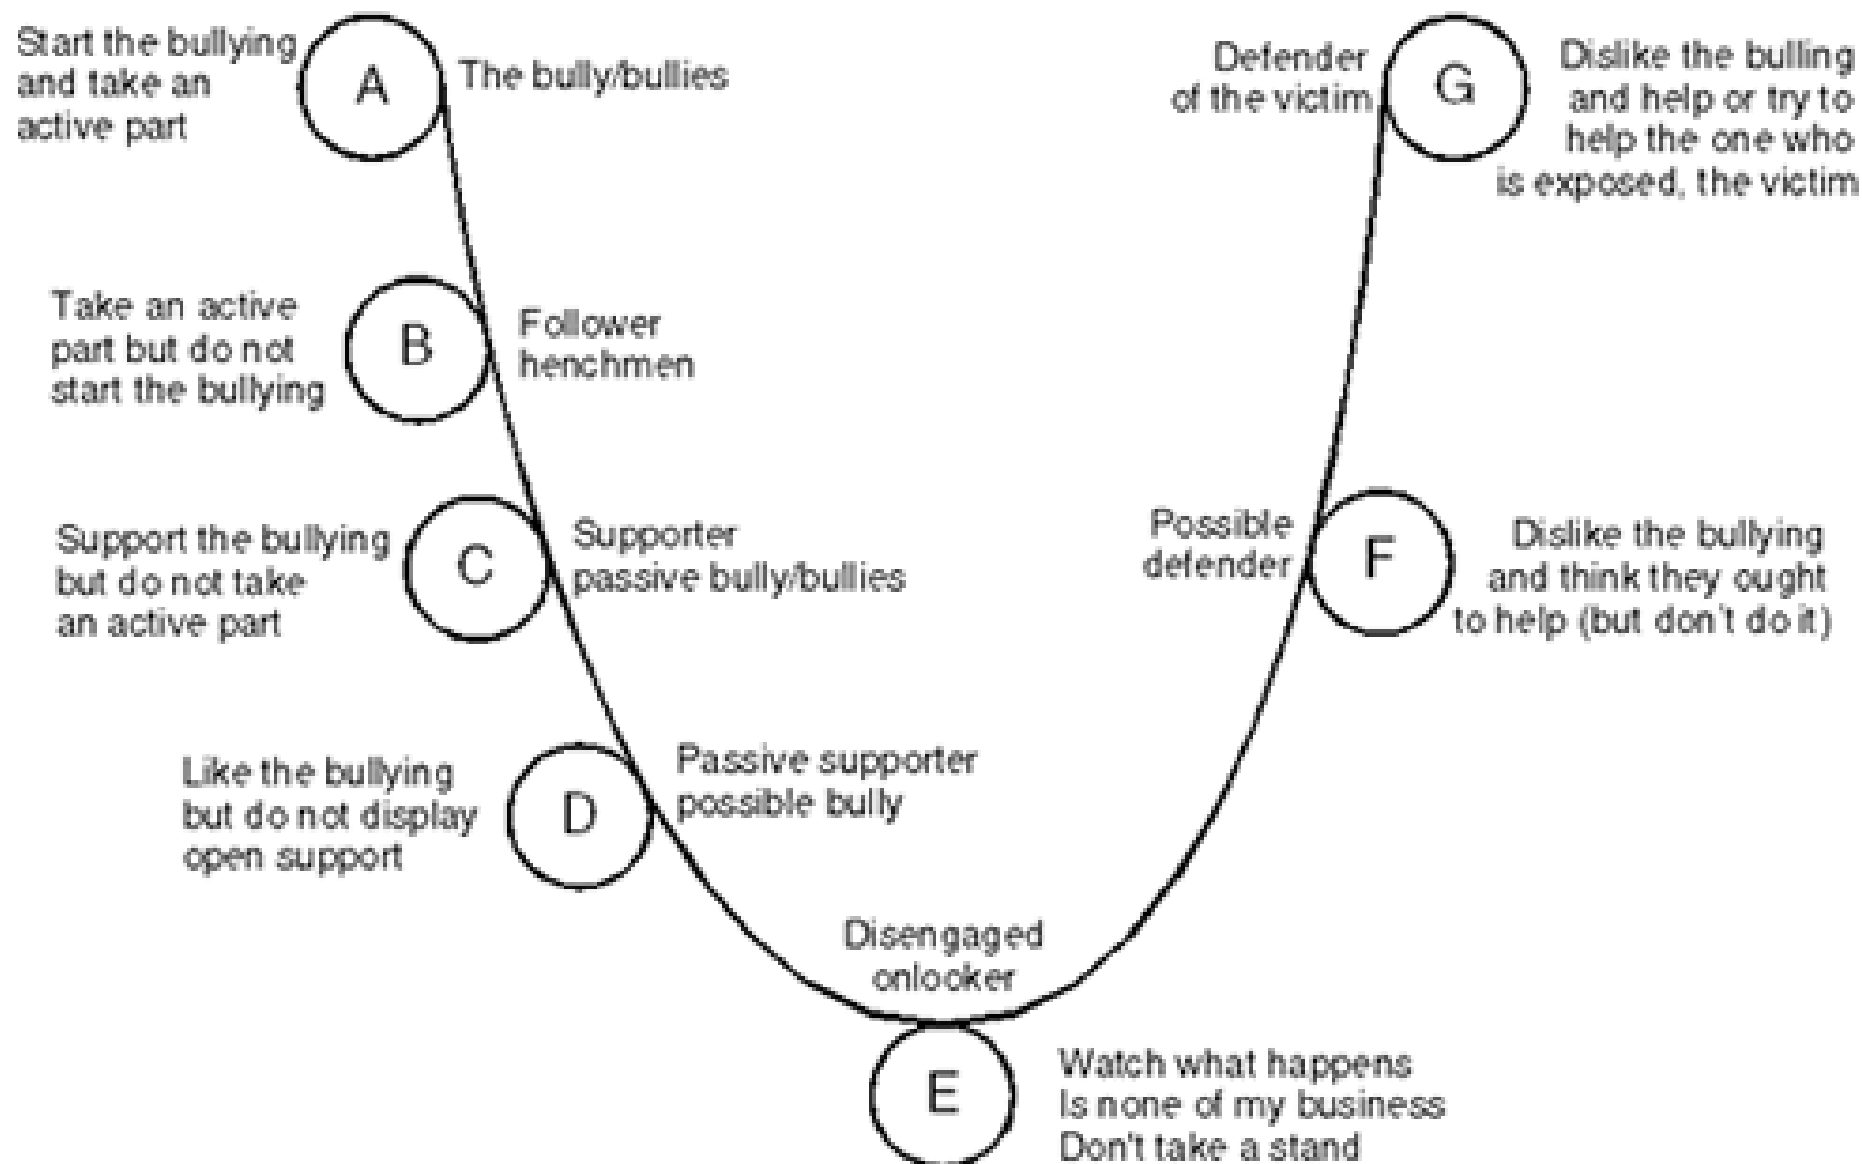 Start the bullying
and take an
active part
A
The bully/bullies
Defender
of the victim
G
Dislike the bulling
and help or try to
help the one who
is exposed, the victim
Take an active
part but do not
start the bullying
B
Follower
henchmen
Support the bullying
but do not take
an active part
C
Supporter
passive bully/bullies
Possible
defender
F
Dislike the bullying
and think they ought
to help (but don't do it)
Like the bullying
but do not display
open support
D
Passive supporter
possible bully
Disengaged
onlooker
E
Watch what happens
Is none of my business
Don't take a stand